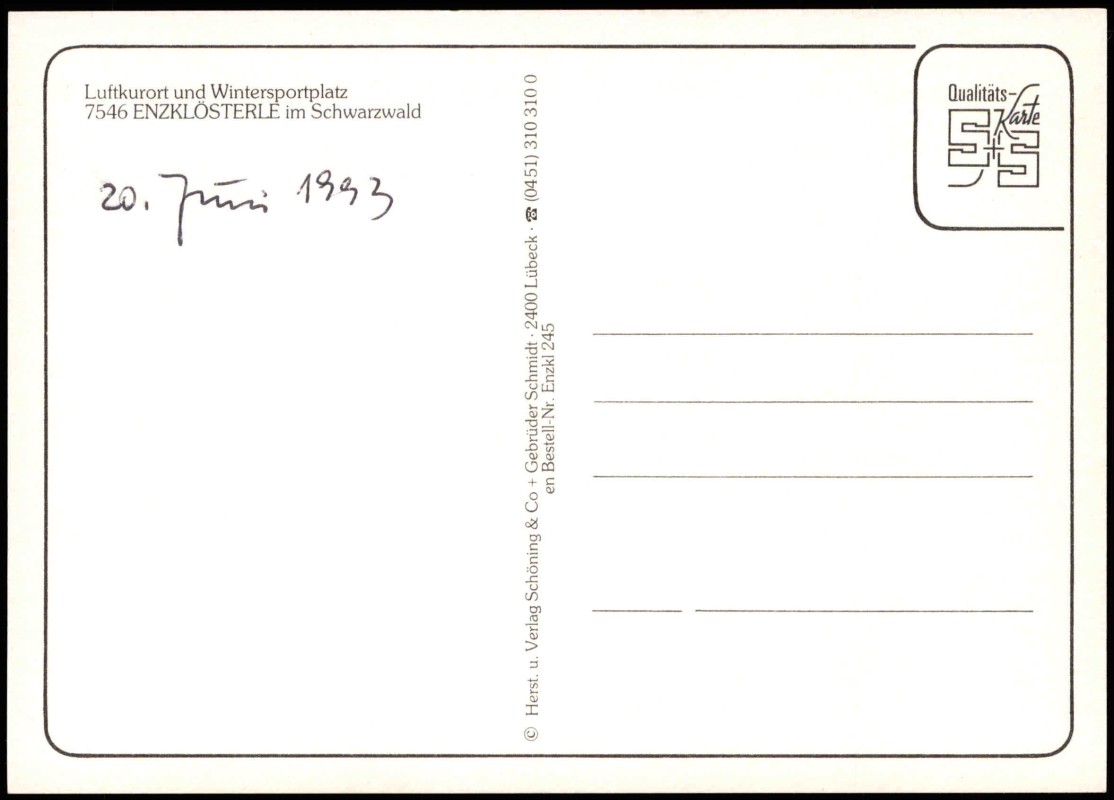 Luftkurort und Wintersportplatz
7546 ENZKLÖSTERLE im Schwarzwald
20. Juni 1993
© Herst. u. Verlag Schöning & Co + Gebrüder Schmidt · 2400 Lübeck · ☎ (0451) 310 310 0
en Bestell-Nr. Enzkl 245
Qualitäts-
Karte
S+S